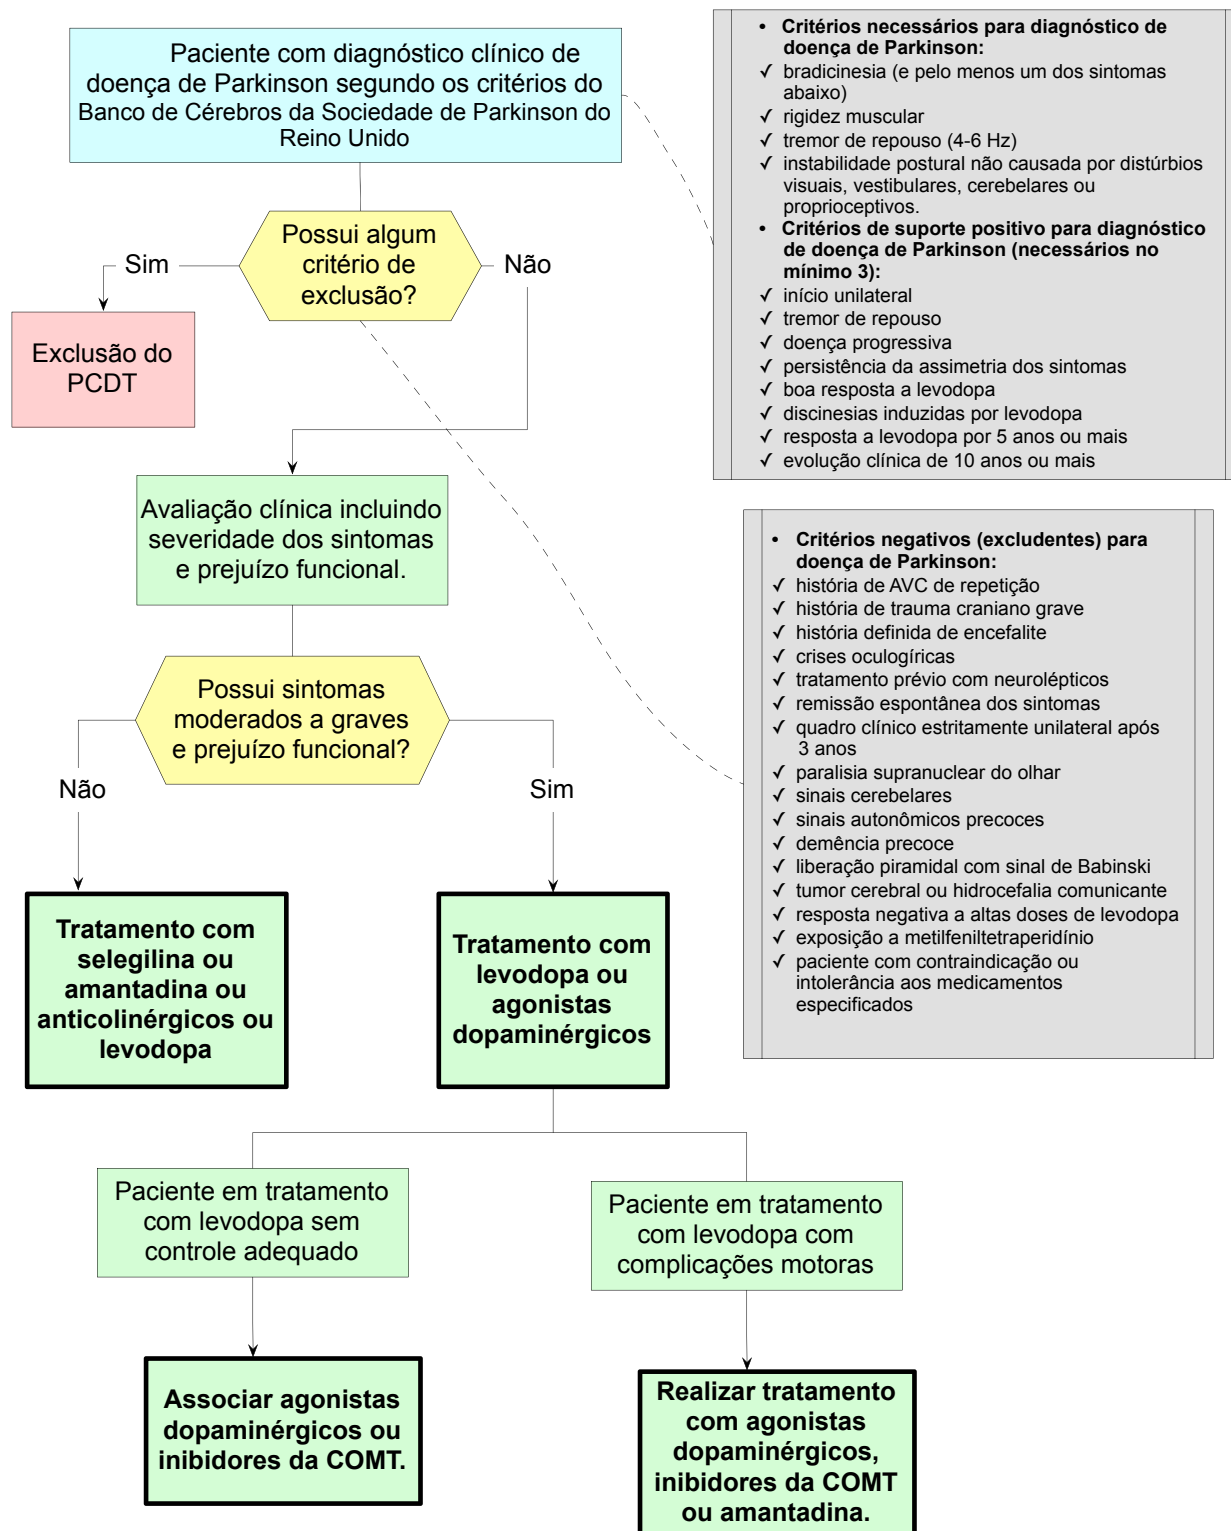 Paciente com diagnóstico clínico de
doença de Parkinson segundo os critérios do
Banco de Cérebros da Sociedade de Parkinson do
Reino Unido
Possui algum
critério de
exclusão?
Sim
Não
Exclusão do
PCDT
Avaliação clínica incluindo
severidade dos sintomas
e prejuízo funcional.
Possui sintomas
moderados a graves
e prejuízo funcional?
Não
Sim
Tratamento com
selegilina ou
amantadina ou
anticolinérgicos ou
levodopa
Tratamento com
levodopa ou
agonistas
dopaminérgicos
Paciente em tratamento
com levodopa sem
controle adequado
Paciente em tratamento
com levodopa com
complicações motoras
Associar agonistas
dopaminérgicos ou
inibidores da COMT.
Realizar tratamento
com agonistas
dopaminérgicos,
inibidores da COMT
ou amantadina.
• Critérios necessários para diagnóstico de
doença de Parkinson:
✓ bradicinesia (e pelo menos um dos sintomas
abaixo)
✓ rigidez muscular
✓ tremor de repouso (4-6 Hz)
✓ instabilidade postural não causada por distúrbios
visuais, vestibulares, cerebelares ou
proprioceptivos.
• Critérios de suporte positivo para diagnóstico
de doença de Parkinson (necessários no
mínimo 3):
✓ início unilateral
✓ tremor de repouso
✓ doença progressiva
✓ persistência da assimetria dos sintomas
✓ boa resposta a levodopa
✓ discinesias induzidas por levodopa
✓ resposta a levodopa por 5 anos ou mais
✓ evolução clínica de 10 anos ou mais
• Critérios negativos (excludentes) para
doença de Parkinson:
✓ história de AVC de repetição
✓ história de trauma craniano grave
✓ história definida de encefalite
✓ crises oculogíricas
✓ tratamento prévio com neurolépticos
✓ remissão espontânea dos sintomas
✓ quadro clínico estritamente unilateral após
3 anos
✓ paralisia supranuclear do olhar
✓ sinais cerebelares
✓ sinais autonômicos precoces
✓ demência precoce
✓ liberação piramidal com sinal de Babinski
✓ tumor cerebral ou hidrocefalia comunicante
✓ resposta negativa a altas doses de levodopa
✓ exposição a metilfeniltetraperidínio
✓ paciente com contraindicação ou
intolerância aos medicamentos
especificados